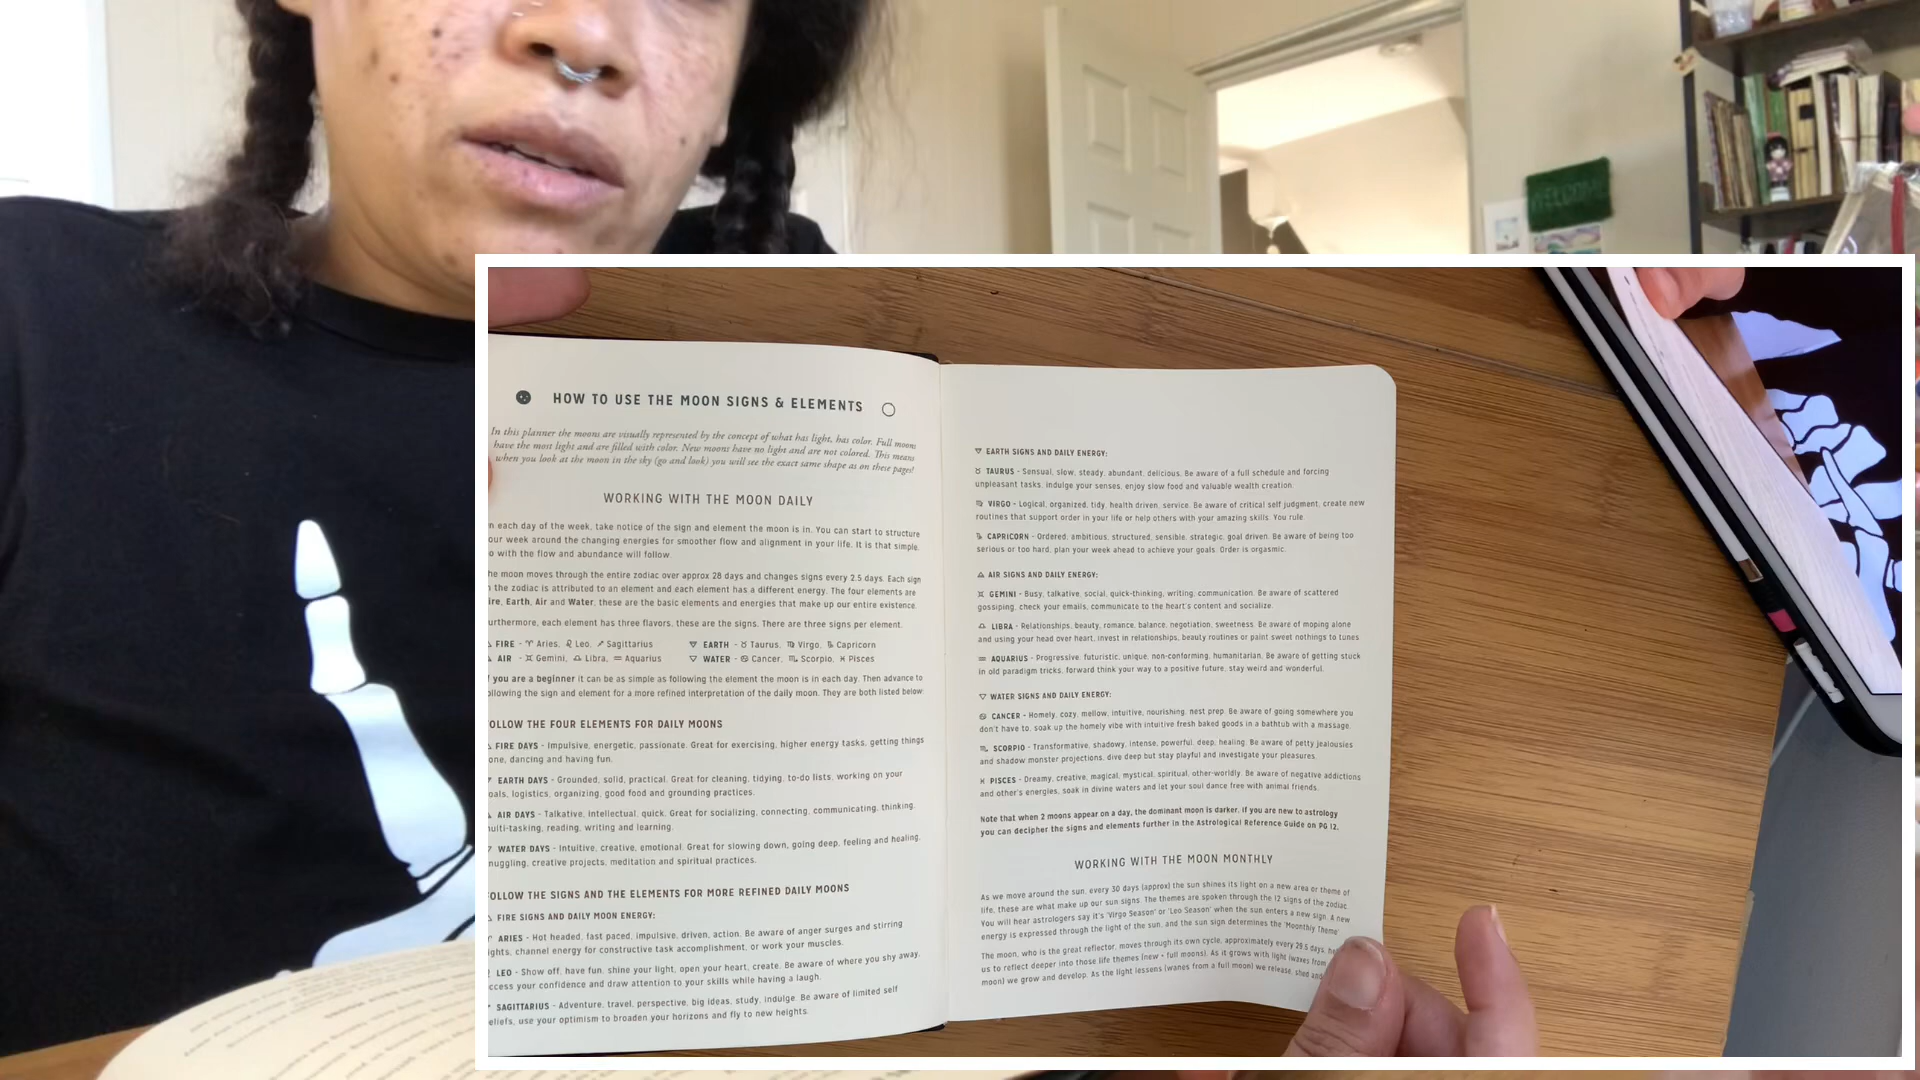 WELCOME
HOW TO USE THE MOON SIGNS & ELEMENTS
In this planner the moons are visually represented by the concept of what has light, has color. Full moons
have the most light and are filled with color. New moons have no light and are not colored. This means
when you look at the moon in the sky (go and look) you will see the exact same shape as on these pages!
WORKING WITH THE MOON DAILY
n each day of the week, take notice of the sign and element the moon is in. You can start to structure
our week around the changing energies for smoother flow and alignment in your life. It is that simple,
o with the flow and abundance will follow.
he moon moves through the entire zodiac over approx 28 days and changes signs every 2.5 days. Each sign
the zodiac is attributed to an element and each element has a different energy. The four elements are
ire, Earth, Air and Water, these are the basic elements and energies that make up our entire existence.
urthermore, each element has three flavors, these are the signs. There are three signs per element.
FIRE - ♈ Aries, ♌ Leo, ♐ Sagittarius
EARTH - ♉ Taurus, ♍ Virgo, ♑ Capricorn
AIR - ♊ Gemini, ♎ Libra, ♒ Aquarius
WATER - ♋ Cancer, ♏ Scorpio, ♓ Pisces
f you are a beginner it can be as simple as following the element the moon is in each day. Then advance to
ollowing the sign and element for a more refined interpretation of the daily moon. They are both listed below
OLLOW THE FOUR ELEMENTS FOR DAILY MOONS
FIRE DAYS - Impulsive, energetic, passionate. Great for exercising, higher energy tasks, getting things
one, dancing and having fun.
EARTH DAYS - Grounded, solid, practical. Great for cleaning, tidying, to-do lists, working on your
oals, logistics, organizing, good food and grounding practices.
AIR DAYS - Talkative, Intellectual, quick. Great for socializing, connecting, communicating, thinking,
ulti-tasking, reading, writing and learning.
WATER DAYS - Intuitive, creative, emotional. Great for slowing down, going deep, feeling and healing,
nuggling, creative projects, meditation and spiritual practices.
OLLOW THE SIGNS AND THE ELEMENTS FOR MORE REFINED DAILY MOONS
FIRE SIGNS AND DAILY MOON ENERGY:
ARIES - Hot headed, fast paced, impulsive, driven, action. Be aware of anger surges and stirring
ights, channel energy for constructive task accomplishment, or work your muscles.
LEO - Show off, have fun, shine your light, open your heart, create. Be aware of where you shy away,
ccess your confidence and draw attention to your skills while having a laugh.
SAGITTARIUS - Adventure, travel, perspective, big ideas, study, indulge. Be aware of limited self
eliefs, use your optimism to broaden your horizons and fly to new heights.
▽ EARTH SIGNS AND DAILY ENERGY:
♉ TAURUS - Sensual, slow, steady, abundant, delicious. Be aware of a full schedule and forcing
unpleasant tasks, indulge your senses, enjoy slow food and valuable wealth creation.
♍ VIRGO - Logical, organized, tidy, health driven, service. Be aware of critical self judgment, create new
routines that support order in your life or help others with your amazing skills. You rule.
♑ CAPRICORN - Ordered, ambitious, structured, sensible, strategic, goal driven. Be aware of being too
serious or too hard, plan your week ahead to achieve your goals. Order is orgasmic.
△ AIR SIGNS AND DAILY ENERGY:
♊ GEMINI - Busy, talkative, social, quick-thinking, writing, communication. Be aware of scattered
gossiping, check your emails, communicate to the heart's content and socialize.
♎ LIBRA - Relationships, beauty, romance, balance, negotiation, sweetness. Be aware of moping alone
and using your head over heart, invest in relationships, beauty routines or paint sweet nothings to tunes
♒ AQUARIUS - Progressive, futuristic, unique, non-conforming, humanitarian. Be aware of getting stuck
in old paradigm tricks, forward think your way to a positive future, stay weird and wonderful.
▽ WATER SIGNS AND DAILY ENERGY:
♋ CANCER - Homely, cozy, mellow, intuitive, nourishing, nest prep. Be aware of going somewhere you
don't have to, soak up the homely vibe with intuitive fresh baked goods in a bathtub with a massage.
♏ SCORPIO - Transformative, shadowy, intense, powerful, deep, healing. Be aware of petty jealousies
and shadow monster projections, dive deep but stay playful and investigate your pleasures.
♓ PISCES - Dreamy, creative, magical, mystical, spiritual, other-worldly. Be aware of negative addictions
and other's energies, soak in divine waters and let your soul dance free with animal friends.
Note that when 2 moons appear on a day, the dominant moon is darker. If you are new to astrology
you can decipher the signs and elements further in the Astrological Reference Guide on PG 12.
WORKING WITH THE MOON MONTHLY
As we move around the sun, every 30 days (approx) the sun shines its light on a new area or theme of
life, these are what make up our sun signs. The themes are spoken through the 12 signs of the zodiac.
You will hear astrologers say it's 'Virgo Season' or 'Leo Season' when the sun enters a new sign. A new
energy is expressed through the light of the sun, and the sun sign determines the 'Moonthly Theme'
The moon, who is the great reflector, moves through its own cycle, approximately every 29.5 days,
us to reflect deeper into those life themes (new + full moons). As it grows with light (waxes from
moon) we grow and develop. As the light lessens (wanes from a full moon) we release, shed and